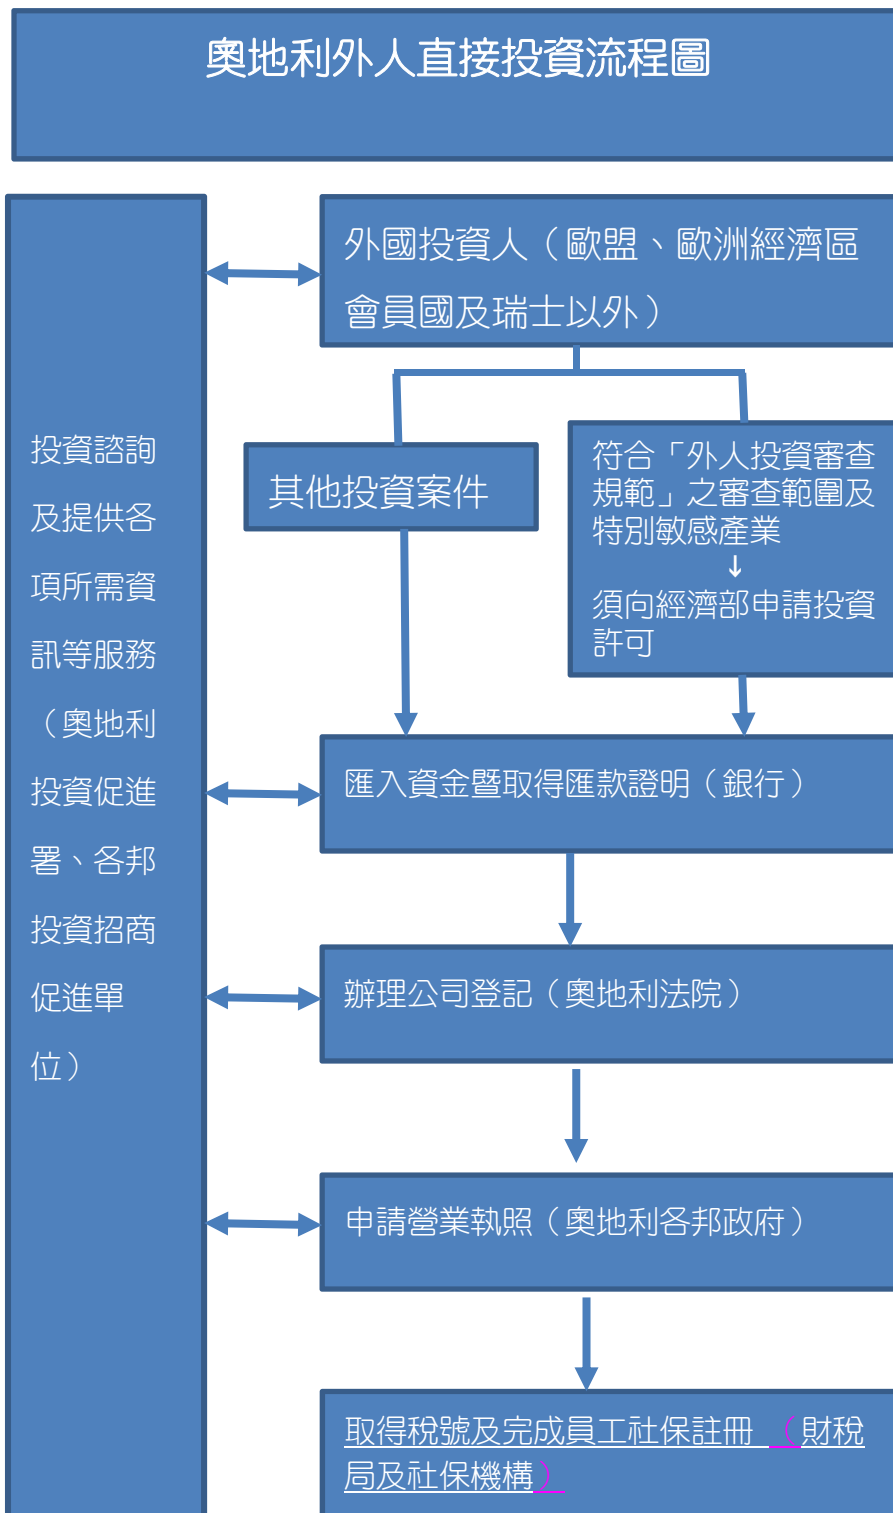 奧地利外人直接投資流程圖
投資諮詢
及提供各
項所需資
訊等服務
（奧地利
投資促進
署、各邦
投資招商
促進單
位）
外國投資人（歐盟、歐洲經濟區
會員國及瑞士以外）
其他投資案件
符合「外人投資審查
規範」之審查範圍及
特別敏感產業
↓
須向經濟部申請投資
許可
匯入資金暨取得匯款證明（銀行）
辦理公司登記（奧地利法院）
申請營業執照（奧地利各邦政府）
取得稅號及完成員工社保註冊 （財稅
局及社保機構）